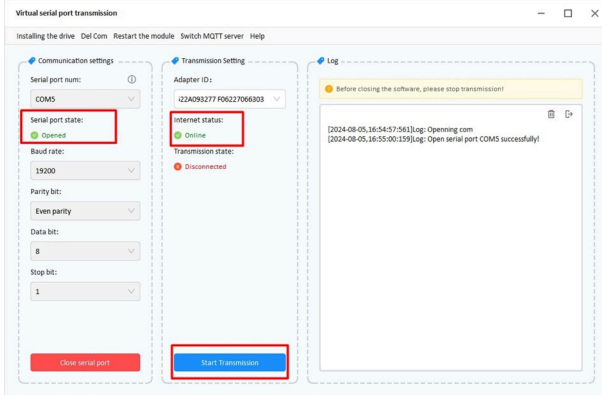 Virtual serial port transmission
Installing the drive Del Com Restart the module Switch MQTT server Help
Communication settings
Serial port num:
COM5
Serial port state:
Opened
Baud rate:
19200
Parity bit:
Even parity
Data bit:
8
Stop bit:
1
Close serial port
Transmission Setting
Adapter ID:
i22A093277 F06227066303
Internet status:
Online
Transmission state:
Disconnected
Start Transmission
Log
Before closing the software, please stop transmission!
[2024-08-05,16:54:57:561]Log: Openning com
[2024-08-05,16:55:00:159]Log: Open serial port COM5 successfully!